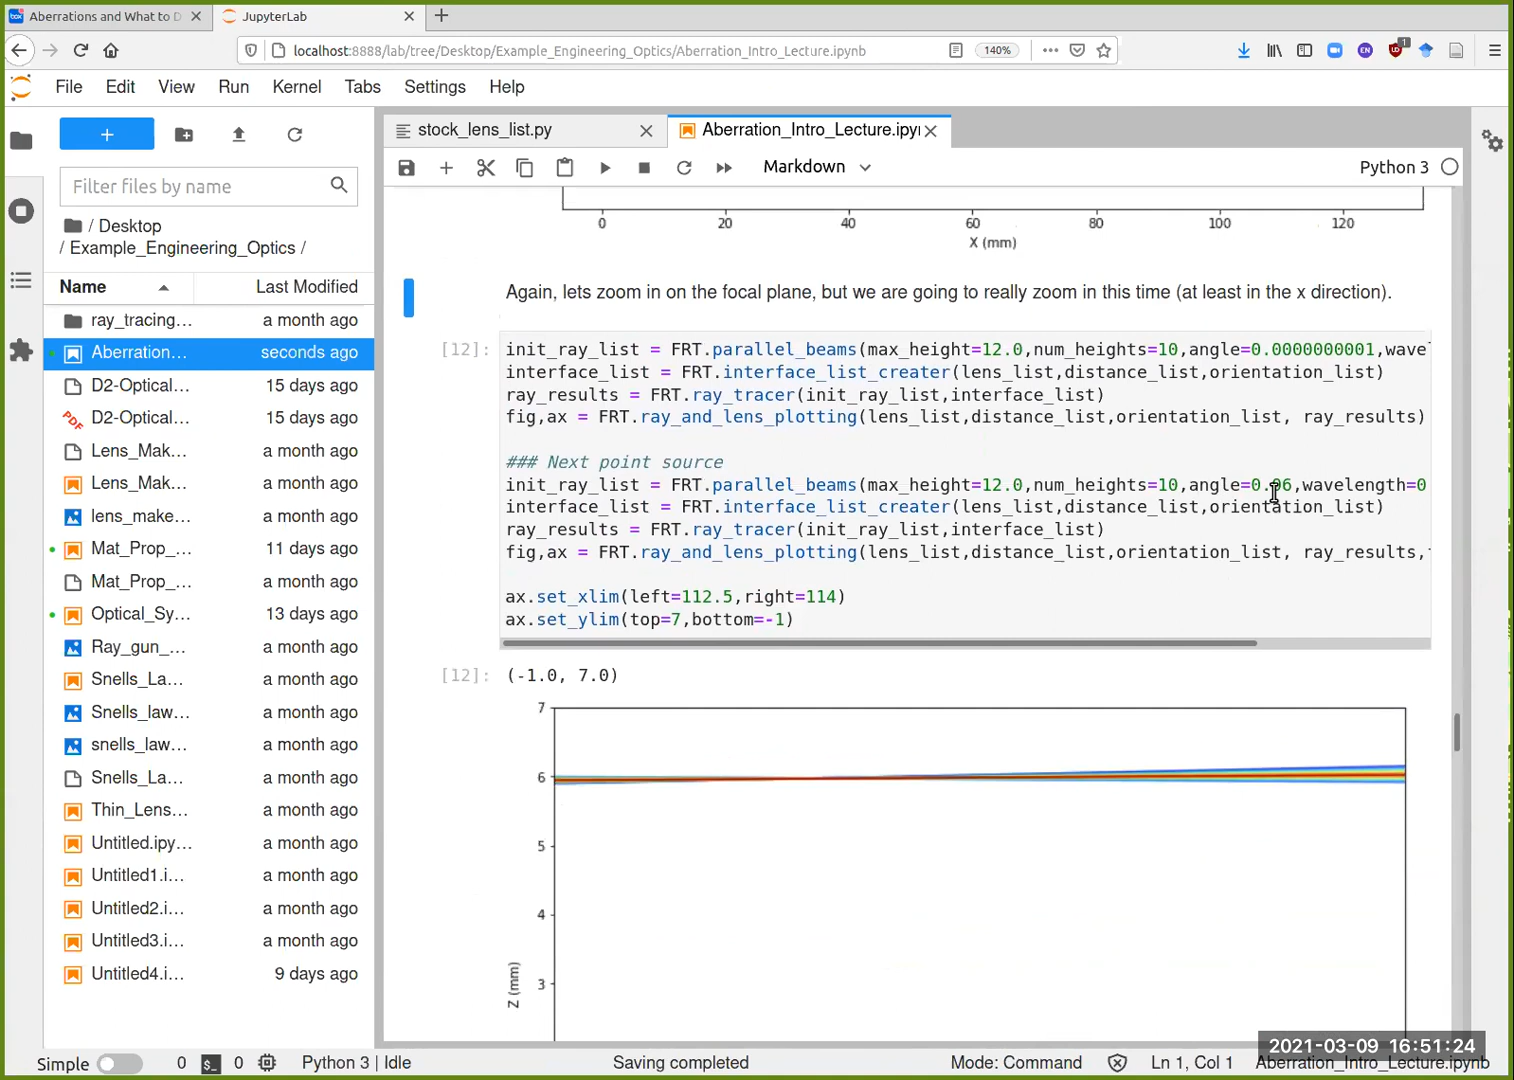 Aberrations and What to D
JupyterLab
localhost:8888/lab/tree/Desktop/Example_Engineering_Optics/Aberration_Intro_Lecture.ipynb
140%
EN
1
File Edit View Run Kernel Tabs Settings Help
stock_lens_list.py
Aberration_Intro_Lecture.ipyn
Markdown
Python 3
Filter files by name
/ Desktop
/ Example_Engineering_Optics /
Name Last Modified
ray_tracing... a month ago
Aberration... seconds ago
D2-Optical... 15 days ago
D2-Optical... 15 days ago
Lens_Mak... a month ago
Lens_Mak... a month ago
lens_make... a month ago
Mat_Prop_... 11 days ago
Mat_Prop_... a month ago
Optical_Sy... 13 days ago
Ray_gun_... a month ago
Snells_La... a month ago
Snells_law... a month ago
snells_law... a month ago
Snells_La... a month ago
Thin_Lens... a month ago
Untitled.ipy... a month ago
Untitled1.i... a month ago
Untitled2.i... a month ago
Untitled3.i... a month ago
Untitled4.i... 9 days ago
0 20 40 60 80 100 120
X (mm)
Again, lets zoom in on the focal plane, but we are going to really zoom in this time (at least in the x direction).
[12]:
init_ray_list = FRT.parallel_beams(max_height=12.0,num_heights=10,angle=0.0000000001,wavel
interface_list = FRT.interface_list_creater(lens_list,distance_list,orientation_list)
ray_results = FRT.ray_tracer(init_ray_list,interface_list)
fig,ax = FRT.ray_and_lens_plotting(lens_list,distance_list,orientation_list, ray_results)
### Next point source
init_ray_list = FRT.parallel_beams(max_height=12.0,num_heights=10,angle=0.06,wavelength=0
interface_list = FRT.interface_list_creater(lens_list,distance_list,orientation_list)
ray_results = FRT.ray_tracer(init_ray_list,interface_list)
fig,ax = FRT.ray_and_lens_plotting(lens_list,distance_list,orientation_list, ray_results,
ax.set_xlim(left=112.5,right=114)
ax.set_ylim(top=7,bottom=-1)
[12]: (-1.0, 7.0)
7
6
5
4
3
Z (mm)
Simple 0 $_ 0 Python 3 | Idle Saving completed Mode: Command Ln 1, Col 1 Aberration_Intro_Lecture.ipynb
2021-03-09 16:51:24